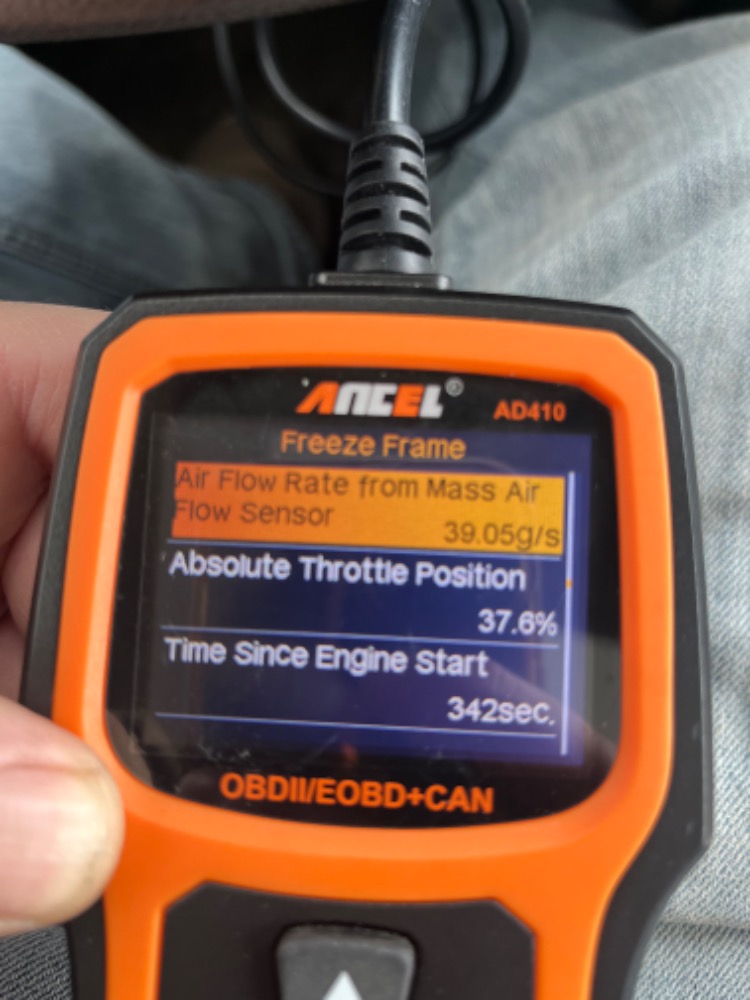 ANCEL® AD410
Freeze Frame
Air Flow Rate from Mass Air
Flow Sensor
39.05g/s
Absolute Throttle Position
37.6%
Time Since Engine Start
342sec.
OBDII/EOBD+CAN